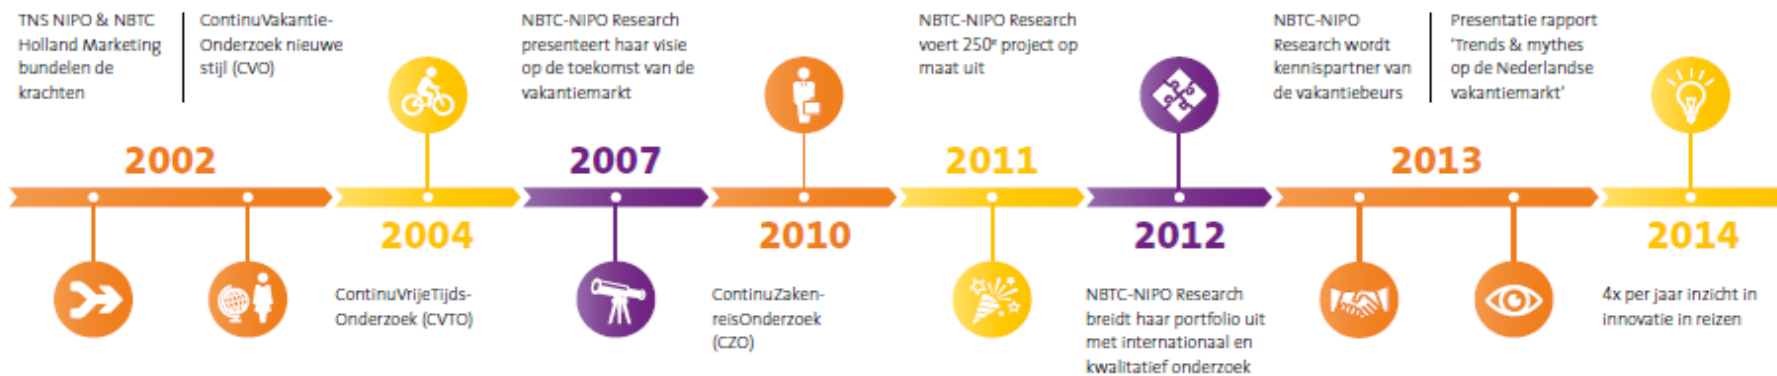 TNS NIPO & NBTC
Holland Marketing
bundelen de
krachten
ContinuVakantie-
Onderzoek nieuwe
stijl (CVO)
2002
2004
ContinuVrijeTijds-
Onderzoek (CVTO)
NBTC-NIPO Research
presenteert haar visie
op de toekomst van de
vakantiemarkt
2007
2010
ContinuZaken-
reisOnderzoek
(CZO)
NBTC-NIPO Research
voert 250e project op
maat uit
2011
2012
NBTC-NIPO Research
breidt haar portfolio uit
met internationaal en
kwalitatief onderzoek
NBTC-NIPO
Research wordt
kennispartner van
de vakantiebeurs
Presentatie rapport
'Trends & mythes
op de Nederlandse
vakantiemarkt'
2013
2014
4x per jaar inzicht in
innovatie in reizen